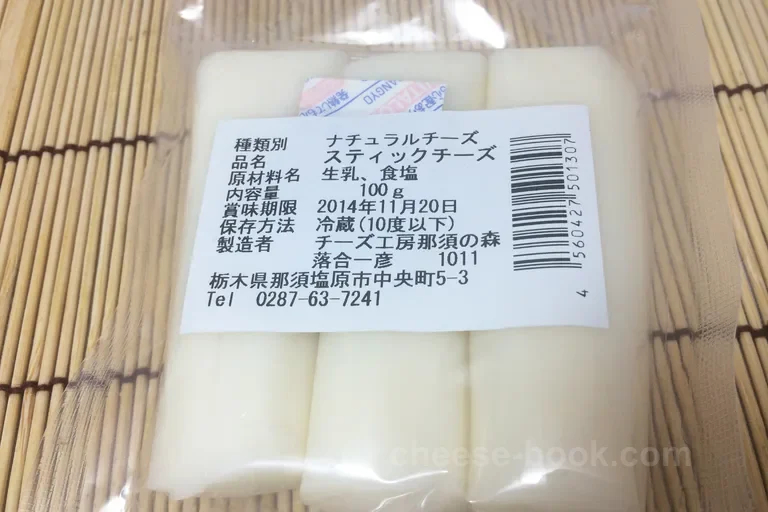 種類別 ナチュラルチーズ
品名 スティックチーズ
原材料名 生乳、食塩
内容量 100g
賞味期限 2014年11月20日
保存方法 冷蔵(10度以下)
製造者 チーズ工房那須の森
落合一彦 1011
栃木県那須塩原市中央町5-3
Tel 0287-63-7241
4 560427 501307
cheese-book.com